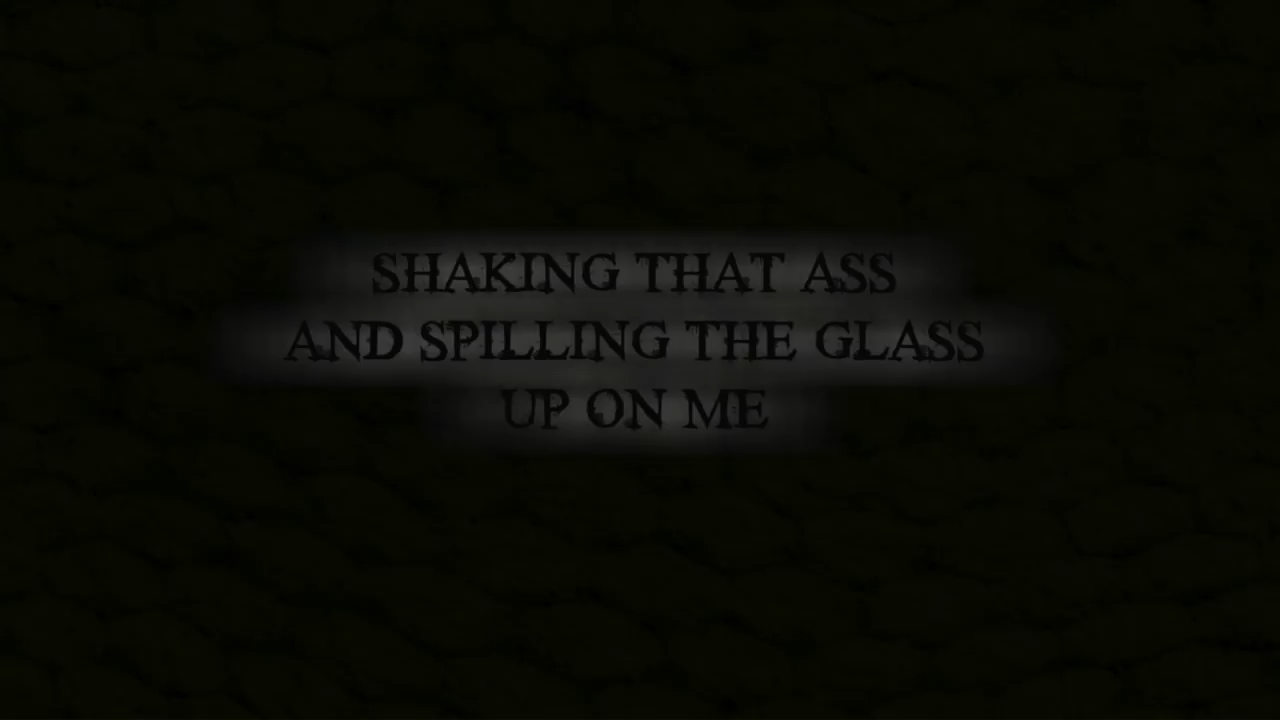 SHAKING THAT ASS
AND SPILLING THE GLASS
UP ON ME